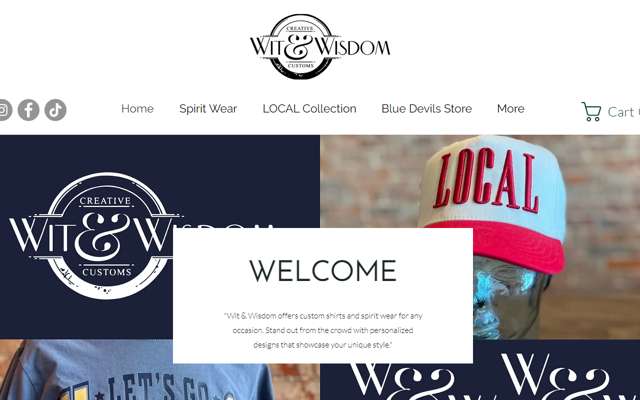 CREATIVE
WIT & WISDOM
CUSTOMS
Home
Spirit Wear
LOCAL Collection
Blue Devils Store
More
Cart
CREATIVE
WIT & WISDOM
CUSTOMS
LOCAL
WELCOME
"Wit & Wisdom offers custom shirts and spirit wear for any
occasion. Stand out from the crowd with personalized
designs that showcase your unique style."
LET'S GO